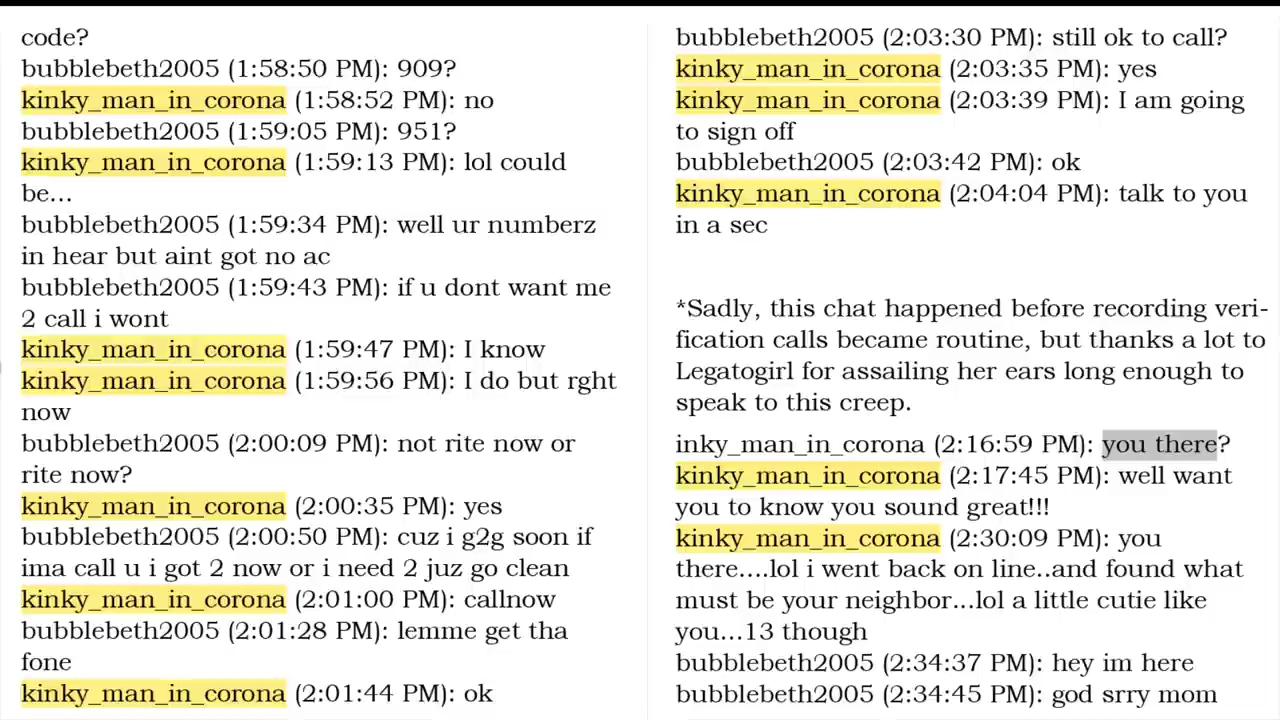 code?
bubblebeth2005 (1:58:50 PM): 909?
kinky_man_in_corona (1:58:52 PM): no
bubblebeth2005 (1:59:05 PM): 951?
kinky_man_in_corona (1:59:13 PM): lol could
be...
bubblebeth2005 (1:59:34 PM): well ur numberz
in hear but aint got no ac
bubblebeth2005 (1:59:43 PM): if u dont want me
2 call i wont
kinky_man_in_corona (1:59:47 PM): I know
kinky_man_in_corona (1:59:56 PM): I do but rght
now
bubblebeth2005 (2:00:09 PM): not rite now or
rite now?
kinky_man_in_corona (2:00:35 PM): yes
bubblebeth2005 (2:00:50 PM): cuz i g2g soon if
ima call u i got 2 now or i need 2 juz go clean
kinky_man_in_corona (2:01:00 PM): callnow
bubblebeth2005 (2:01:28 PM): lemme get tha
fone
kinky_man_in_corona (2:01:44 PM): ok
bubblebeth2005 (2:03:30 PM): still ok to call?
kinky_man_in_corona (2:03:35 PM): yes
kinky_man_in_corona (2:03:39 PM): I am going
to sign off
bubblebeth2005 (2:03:42 PM): ok
kinky_man_in_corona (2:04:04 PM): talk to you
in a sec
*Sadly, this chat happened before recording veri-
fication calls became routine, but thanks a lot to
Legatogirl for assailing her ears long enough to
speak to this creep.
inky_man_in_corona (2:16:59 PM): you there?
kinky_man_in_corona (2:17:45 PM): well want
you to know you sound great!!!
kinky_man_in_corona (2:30:09 PM): you
there....lol i went back on line..and found what
must be your neighbor...lol a little cutie like
you...13 though
bubblebeth2005 (2:34:37 PM): hey im here
bubblebeth2005 (2:34:45 PM): god srry mom